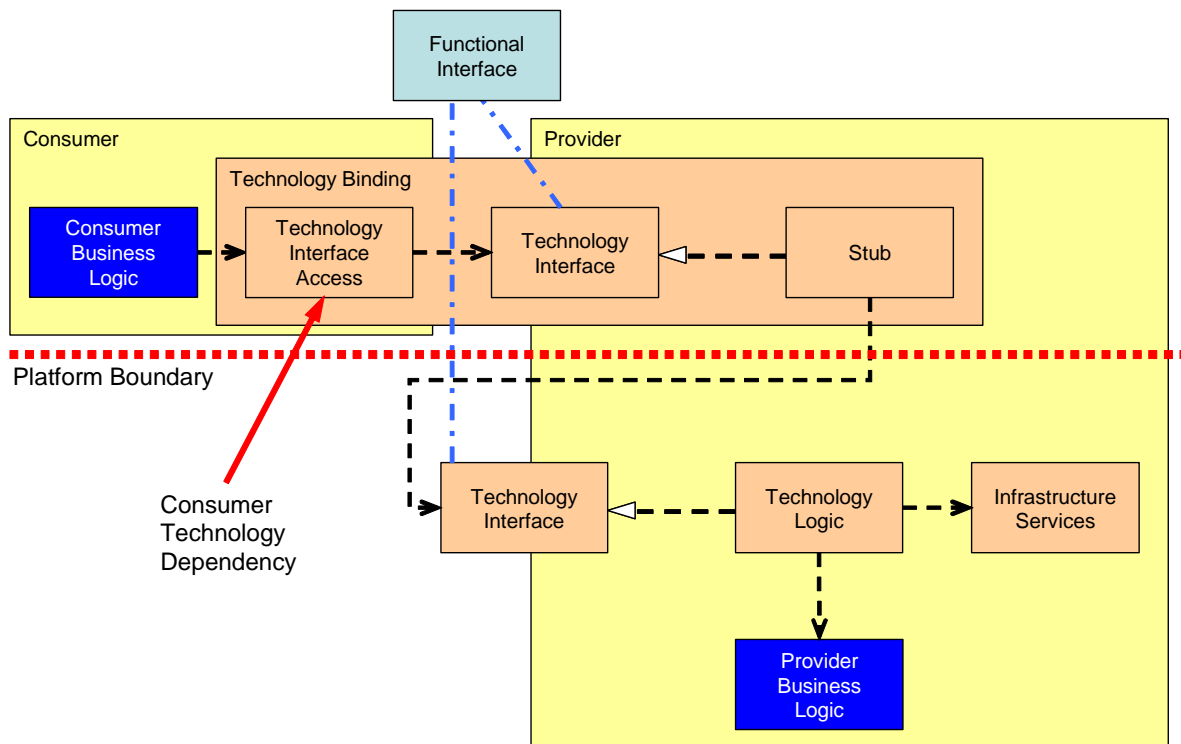 Functional
Interface
Consumer
Provider
Technology Binding
Consumer
Business
Logic
Technology
Interface
Access
Technology
Interface
Stub
Platform Boundary
Consumer
Technology
Dependency
Technology
Interface
Technology
Logic
Infrastructure
Services
Provider
Business
Logic